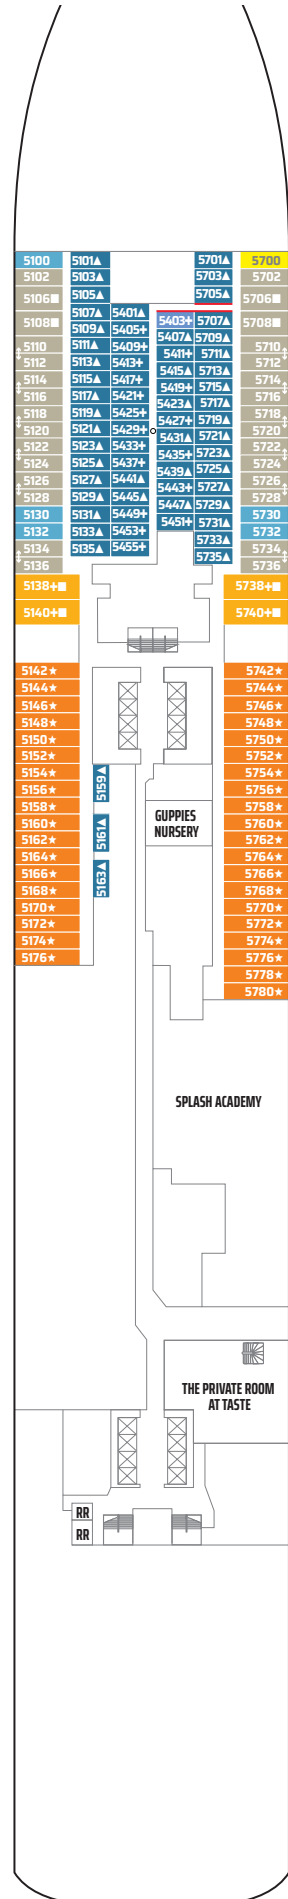 5100 5101▲ 5701▲ 5700
5102 5103▲ 5703▲ 5702
5106■ 5105▲ 5705▲ 5706■
5108■ 5107▲ 5401▲ 5403+ 5707▲ 5708■
5109▲ 5405+ 5407▲ 5709▲
5110 5111▲ 5409+ 5411+ 5711▲ 5710
5112 5113▲ 5413+ 5415▲ 5713▲ 5712
5114 5115▲ 5417+ 5419+ 5715▲ 5714
5116 5117▲ 5421+ 5423▲ 5717▲ 5716
5118 5119▲ 5425+ 5427+ 5719▲ 5718
5120 5121▲ 5429+ 5431▲ 5721▲ 5720
5122 5123▲ 5433+ 5435+ 5723▲ 5722
5124 5125▲ 5437+ 5439▲ 5725▲ 5724
5126 5127▲ 5441▲ 5443+ 5727▲ 5726
5128 5129▲ 5445▲ 5447▲ 5729▲ 5728
5130 5131▲ 5449+ 5451+ 5731▲ 5730
5132 5133▲ 5453+ 5733▲ 5732
5134 5135▲ 5455+ 5735▲ 5734
5136 5736
5138+■ 5738+■
5140+■ 5740+■
5142★ 5742★
5144★ 5744★
5146★ 5746★
5148★ 5748★
5150★ 5750★
5152★ 5752★
5154★ 5159▲ 5754★
5156★ 5756★
5158★ 5758★
GUPPIES
NURSERY
5160★ 5161▲ 5760★
5162★ 5762★
5164★ 5764★
5166★ 5163▲ 5766★
5168★ 5768★
5170★ 5770★
5172★ 5772★
5174★ 5774★
5176★ 5776★
5778★
5780★
SPLASH ACADEMY
THE PRIVATE ROOM
AT TASTE
RR
RR